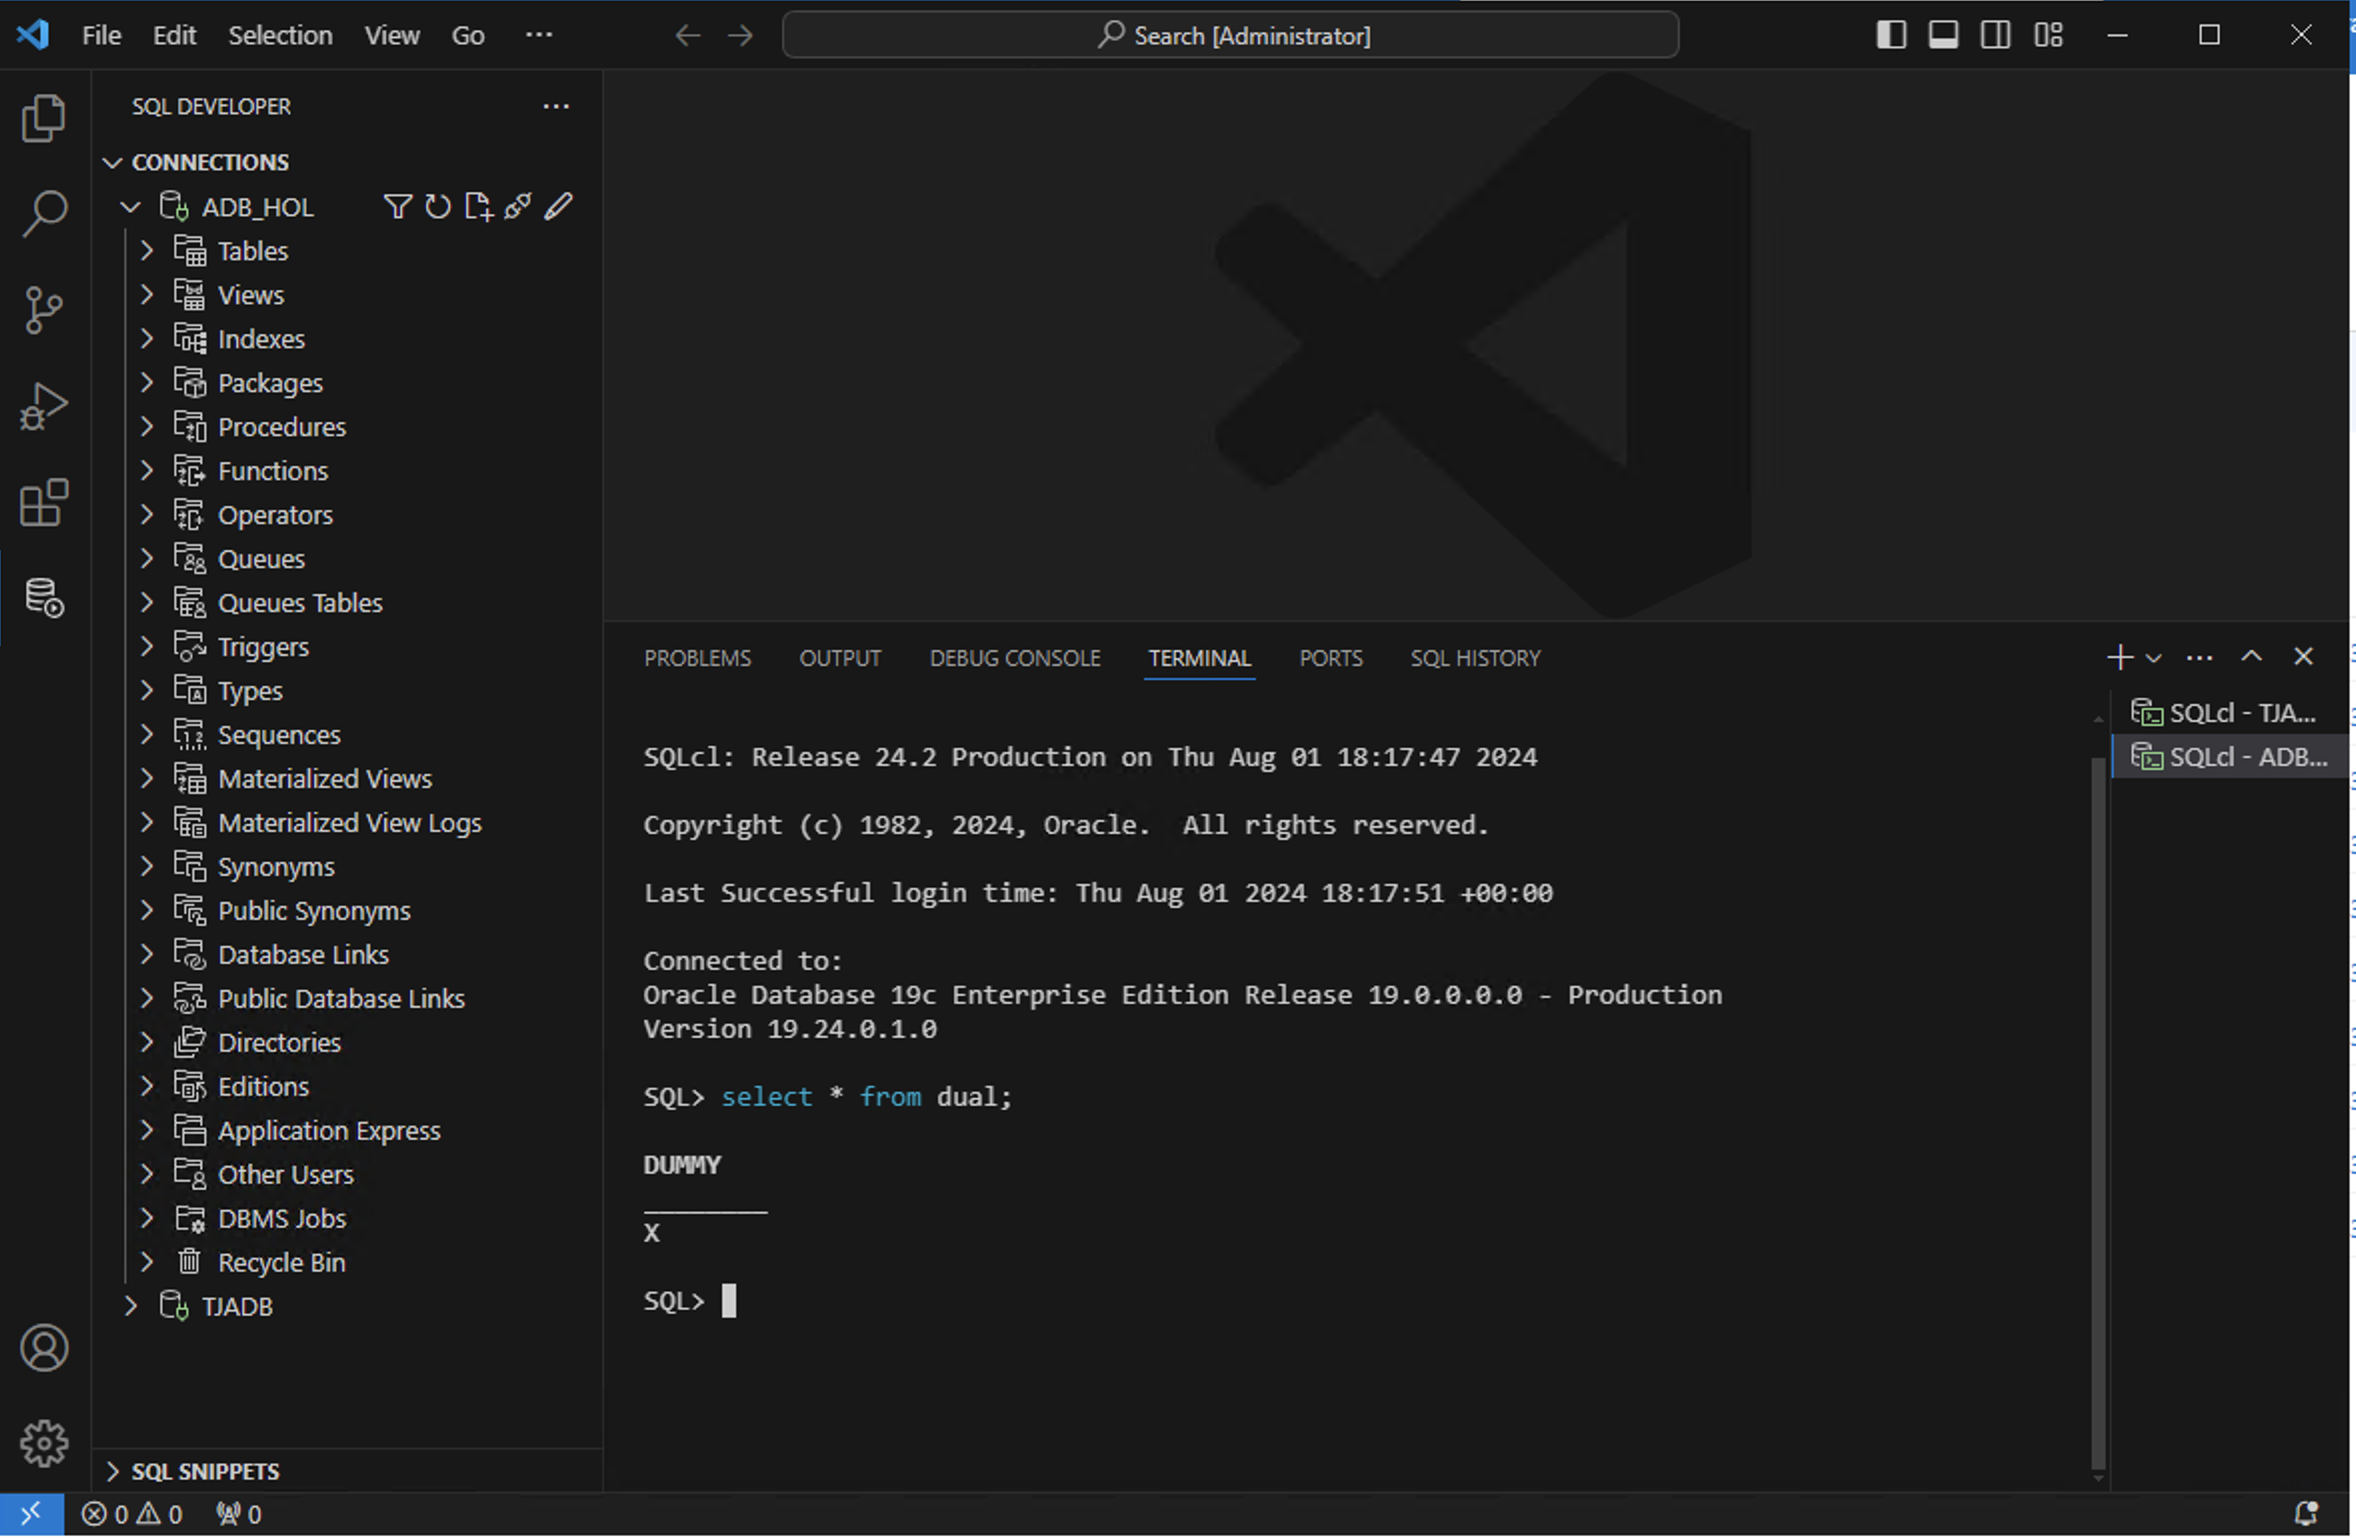 File Edit Selection View Go ...
Search [Administrator]
SQL DEVELOPER
CONNECTIONS
ADB_HOL
Tables
Views
Indexes
Packages
Procedures
Functions
Operators
Queues
Queues Tables
Triggers
Types
Sequences
Materialized Views
Materialized View Logs
Synonyms
Public Synonyms
Database Links
Public Database Links
Directories
Editions
Application Express
Other Users
DBMS Jobs
Recycle Bin
TJADB
SQL SNIPPETS
PROBLEMS OUTPUT DEBUG CONSOLE TERMINAL PORTS SQL HISTORY
SQLcl: Release 24.2 Production on Thu Aug 01 18:17:47 2024
Copyright (c) 1982, 2024, Oracle.  All rights reserved.
Last Successful login time: Thu Aug 01 2024 18:17:51 +00:00
Connected to:
Oracle Database 19c Enterprise Edition Release 19.0.0.0.0 - Production
Version 19.24.0.1.0
SQL> select * from dual;
DUMMY
________
X
SQL>
SQLcl - TJA...
SQLcl - ADB...
0 0 0